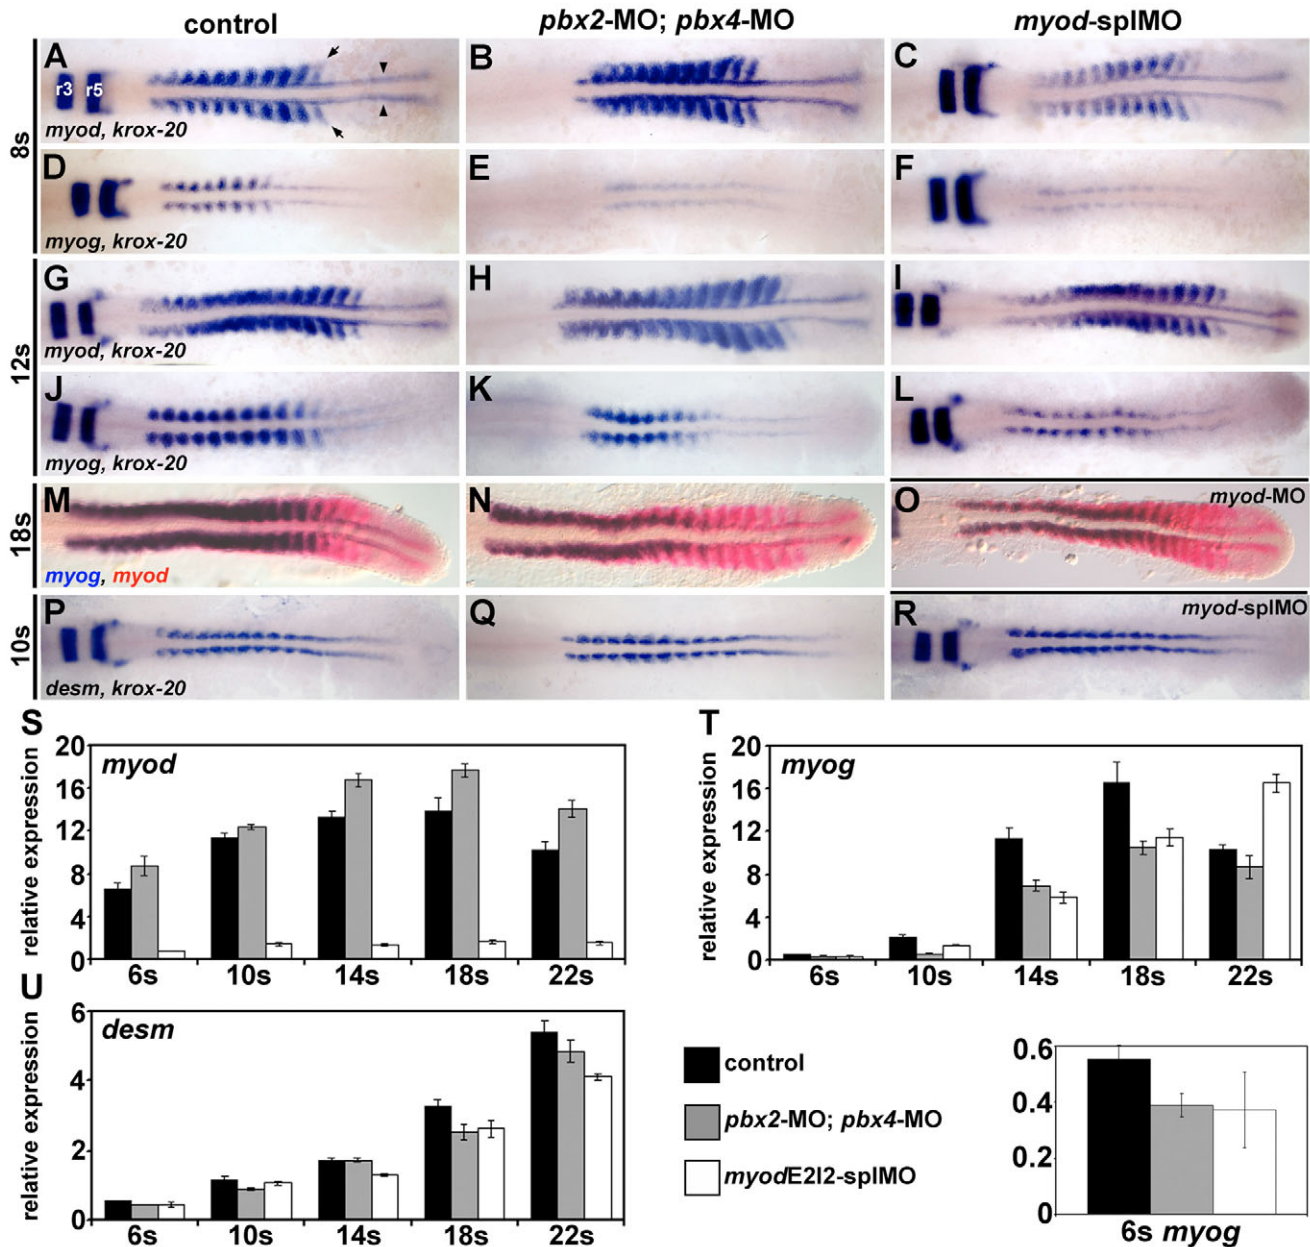 control
pbx2-MO; pbx4-MO
myod-splMO
8s
A
r3
r5
myod, krox-20
B
C
D
myog, krox-20
E
F
12s
G
myod, krox-20
H
I
J
myog, krox-20
K
L
18s
M
myog, myod
N
O
myod-MO
10s
P
desm, krox-20
Q
R
myod-splMO
S
myod
relative expression
20
16
12
8
4
0
6s
10s
14s
18s
22s
T
myog
relative expression
20
16
12
8
4
0
6s
10s
14s
18s
22s
U
desm
relative expression
6
4
2
0
6s
10s
14s
18s
22s
control
pbx2-MO; pbx4-MO
myodE2I2-splMO
0.6
0.4
0.2
0
6s myog